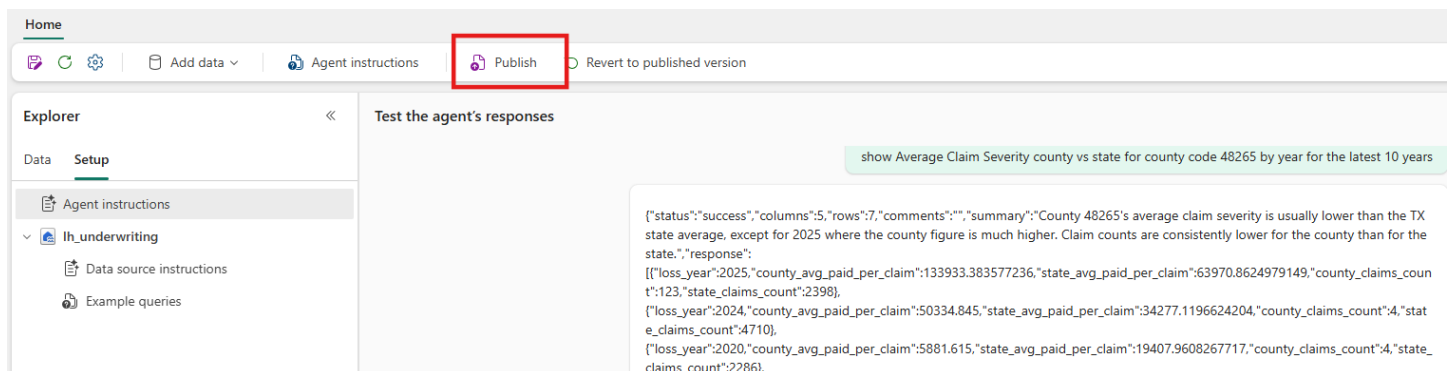 Home
Add data
Agent instructions
Publish
Revert to published version
Explorer
Test the agent's responses
Data Setup
show Average Claim Severity county vs state for county code 48265 by year for the latest 10 years
Agent instructions
lh_underwriting
Data source instructions
Example queries
{"status":"success","columns":5,"rows":7,"comments":"","summary":"County 48265's average claim severity is usually lower than the TX
state average, except for 2025 where the county figure is much higher. Claim counts are consistently lower for the county than for the
state.","response":
[{"loss_year":2025,"county_avg_paid_per_claim":133933.383577236,"state_avg_paid_per_claim":63970.8624979149,"county_claims_coun
t":123,"state_claims_count":2398},
{"loss_year":2024,"county_avg_paid_per_claim":50334.845,"state_avg_paid_per_claim":34277.1196624204,"county_claims_count":4,"stat
e_claims_count":4710},
{"loss_year":2020,"county_avg_paid_per_claim":5881.615,"state_avg_paid_per_claim":19407.9608267717,"county_claims_count":4,"state_
claims_count":2286},